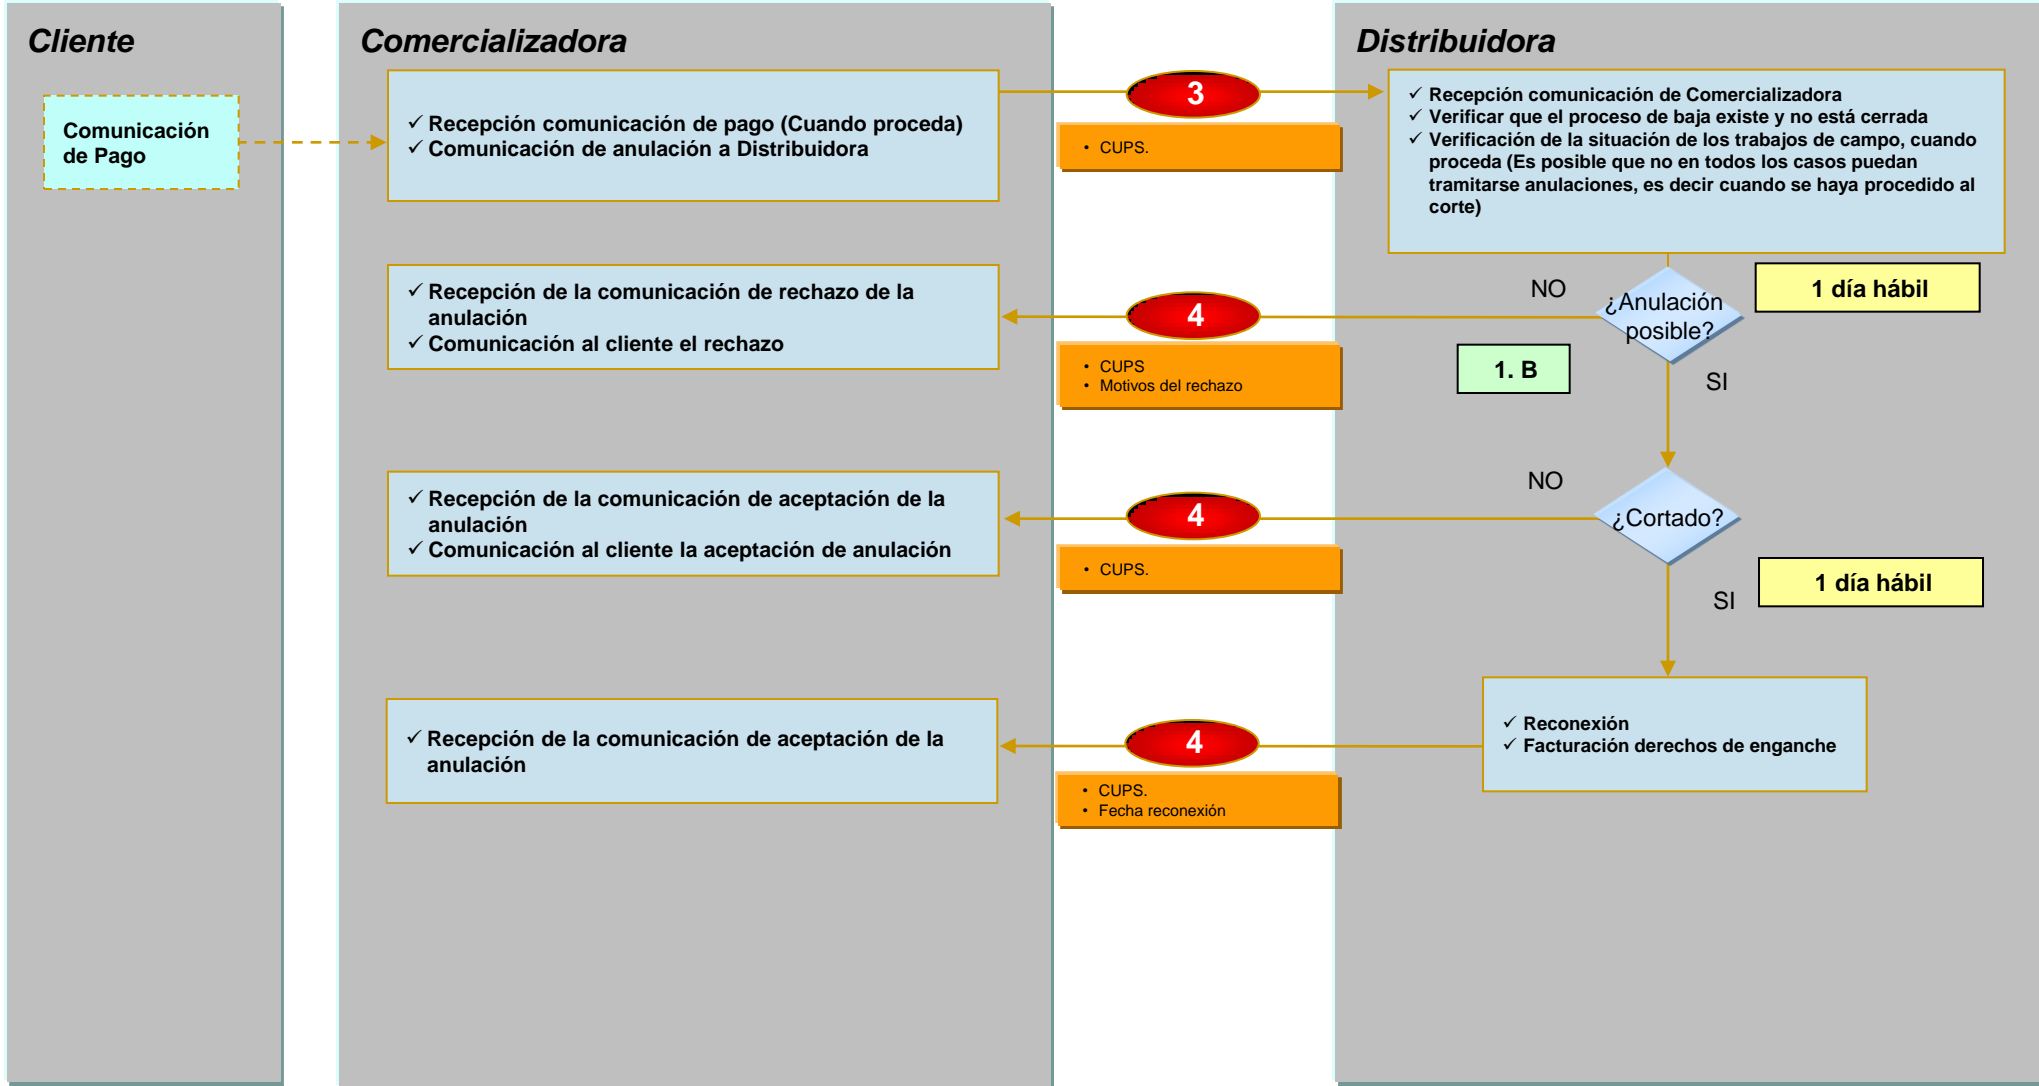 Cliente
Comercializadora
Distribuidora
Comunicación
de Pago
✓ Recepción comunicación de pago (Cuando proceda)
✓ Comunicación de anulación a Distribuidora
3
• CUPS.
✓ Recepción comunicación de Comercializadora
✓ Verificar que el proceso de baja existe y no está cerrada
✓ Verificación de la situación de los trabajos de campo, cuando
proceda (Es posible que no en todos los casos puedan
tramitarse anulaciones, es decir cuando se haya procedido al
corte)
✓ Recepción de la comunicación de rechazo de la
anulación
✓ Comunicación al cliente el rechazo
4
• CUPS
• Motivos del rechazo
NO
¿Anulación
posible?
1 día hábil
1. B
SI
✓ Recepción de la comunicación de aceptación de la
anulación
✓ Comunicación al cliente la aceptación de anulación
4
• CUPS.
NO
¿Cortado?
1 día hábil
SI
✓ Recepción de la comunicación de aceptación de la
anulación
4
• CUPS.
• Fecha reconexión
✓ Reconexión
✓ Facturación derechos de enganche